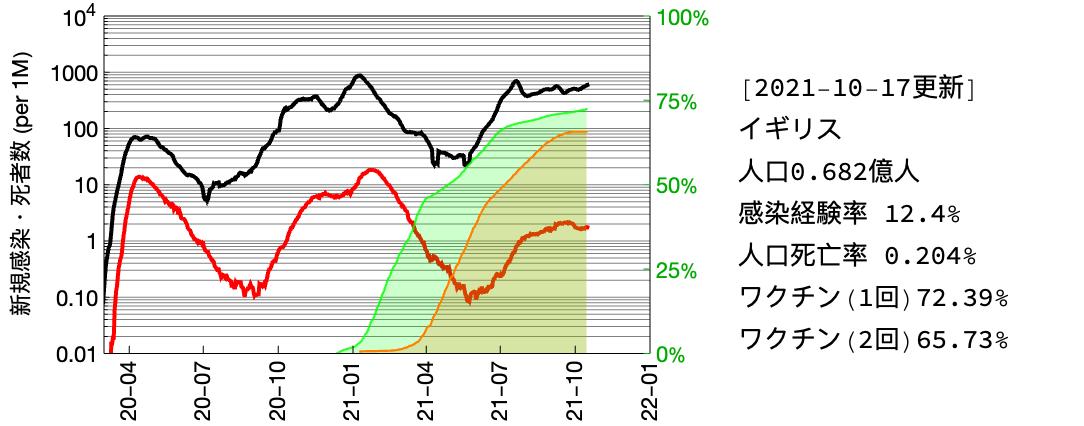 新規感染・死者数 (per 1M)
10^4
1000
100
10
1
0.10
0.01
100%
75%
50%
25%
0%
20-04
20-07
20-10
21-01
21-04
21-07
21-10
22-01
[2021-10-17更新]
イギリス
人口0.682億人
感染経験率 12.4%
人口死亡率 0.204%
ワクチン(1回)72.39%
ワクチン(2回)65.73%